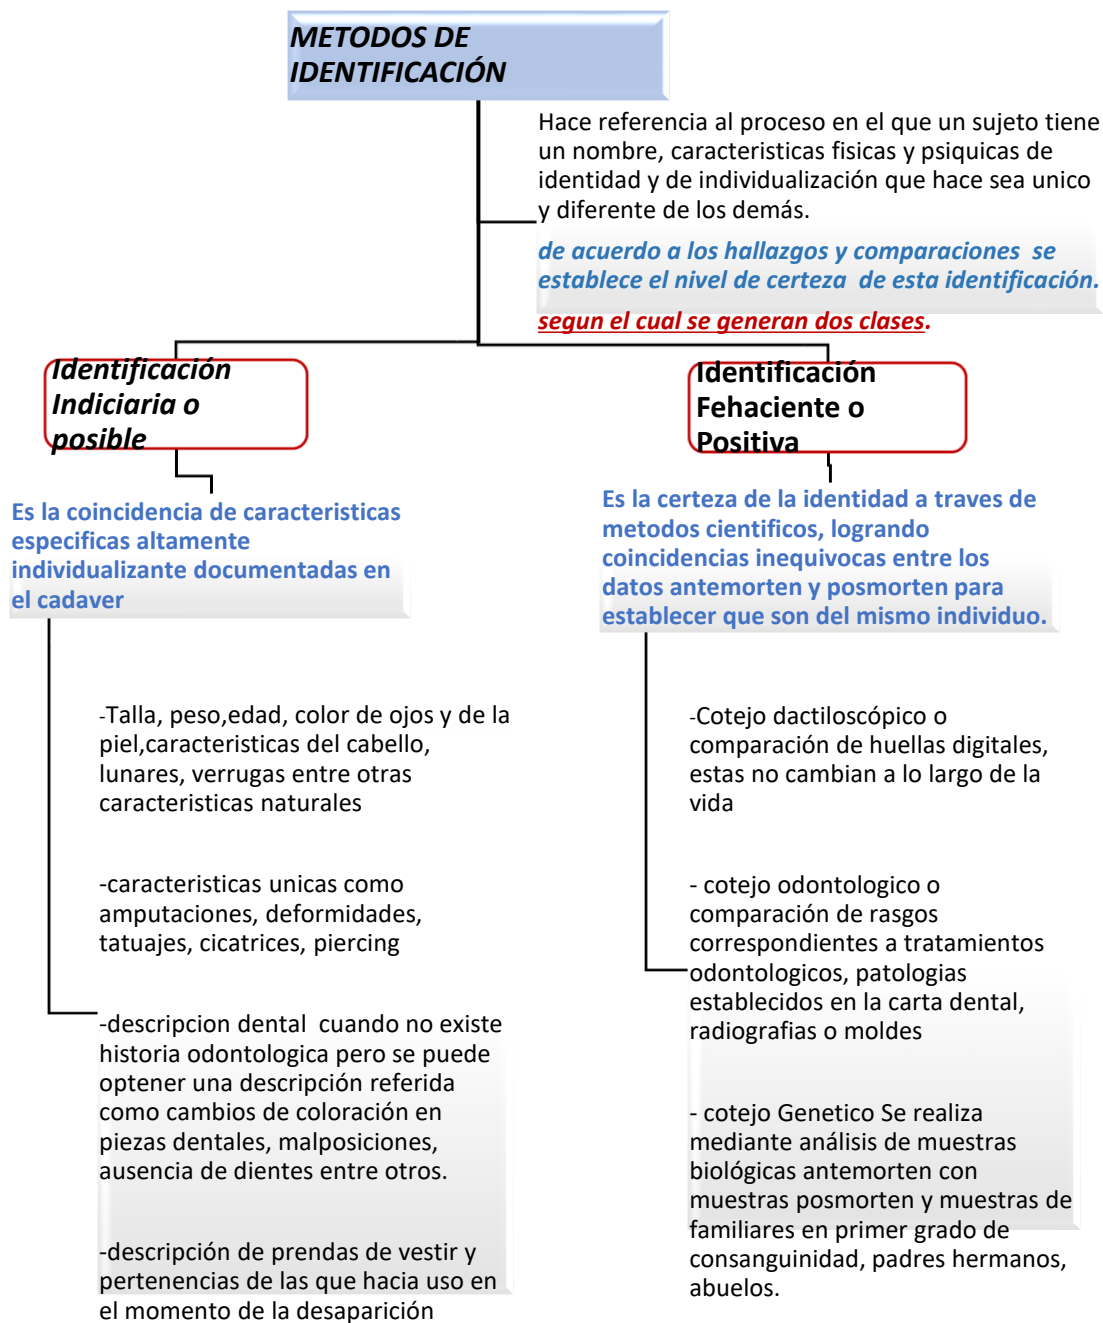 METODOS DE
IDENTIFICACIÓN
Hace referencia al proceso en el que un sujeto tiene
un nombre, caracteristicas fisicas y psiquicas de
identidad y de individualización que hace sea unico
y diferente de los demás.
de acuerdo a los hallazgos y comparaciones se
establece el nivel de certeza de esta identificación.
segun el cual se generan dos clases.
Identificación
Indiciaria o
posible
Es la coincidencia de caracteristicas
especificas altamente
individualizante documentadas en
el cadaver
-Talla, peso,edad, color de ojos y de la
piel,caracteristicas del cabello,
lunares, verrugas entre otras
caracteristicas naturales
-caracteristicas unicas como
amputaciones, deformidades,
tatuajes, cicatrices, piercing
-descripcion dental cuando no existe
historia odontologica pero se puede
optener una descripción referida
como cambios de coloración en
piezas dentales, malposiciones,
ausencia de dientes entre otros.
-descripción de prendas de vestir y
pertenencias de las que hacia uso en
el momento de la desaparición
Identificación
Fehaciente o
Positiva
Es la certeza de la identidad a traves de
metodos cientificos, logrando
coincidencias inequivocas entre los
datos antemorten y posmorten para
establecer que son del mismo individuo.
-Cotejo dactiloscópico o
comparación de huellas digitales,
estas no cambian a lo largo de la
vida
- cotejo odontologico o
comparación de rasgos
correspondientes a tratamientos
odontologicos, patologias
establecidos en la carta dental,
radiografias o moldes
- cotejo Genetico Se realiza
mediante análisis de muestras
biológicas antemorten con
muestras posmorten y muestras de
familiares en primer grado de
consanguinidad, padres hermanos,
abuelos.